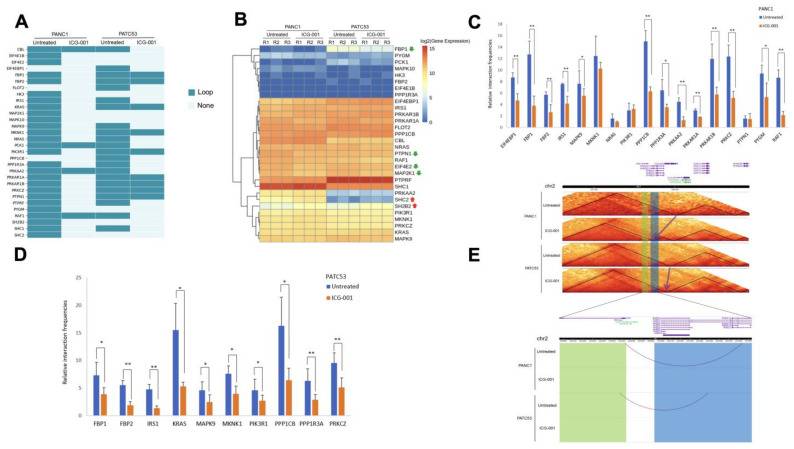 A
PANC1
PATC53
Untreated
ICG-001
Untreated
ICG-001
CBL
EIF4E1B
EIF4E2
EIF4EBP1
FBP1
FBP2
FLOT2
HK3
IRS1
KRAS
MAP2K1
MAPK10
MAPK9
MKNK1
NRAS
PCK1
PIK3R1
PPP1CB
PPP1R3A
PRKAA2
PRKAR1A
PRKAR1B
PRKCZ
PTPN1
PTPRF
PYGM
RAF1
SH2B2
SHC1
SHC2
Loop
None
B
PANC1
PATC53
Untreated
ICG-001
Untreated
ICG-001
R1 R2 R3 R1 R2 R3 R1 R2 R3 R1 R2 R3
log2(Gene Expression)
FBP1
PYGM
PCK1
MAPK10
HK3
FBP2
EIF4E1B
PPP1R3A
EIF4EBP1
IRS1
PRKAR1B
PRKAR1A
FLOT2
PPP1CB
CBL
NRAS
PTPN1
RAF1
EIF4E2
MAP2K1
PTPRF
SHC1
PRKAA2
SHC2
SH2B2
PIK3R1
MKNK1
PRKCZ
KRAS
MAPK9
C
PANC1
Untreated
ICG-001
Relative interaction frequencies
EIF4EBP1
FBP1
FBP2
IRS1
MAPK9
MKNK1
NRAS
PIK3R1
PPP1CB
PPP1R3A
PRKAA2
PRKAR1A
PRKAR1B
PRKCZ
PTPN1
PYGM
RAF1
D
PATC53
Untreated
ICG-001
Relative interaction frequencies
25
20
15
10
5
0
FBP1
FBP2
IRS1
KRAS
MAPK9
MKNK1
PIK3R1
PPP1CB
PPP1R3A
PRKCZ
E
chr2
Untreated
PANC1
ICG-001
Untreated
PATC53
ICG-001
chr2
Untreated
PANC1
ICG-001
Untreated
PATC53
ICG-001